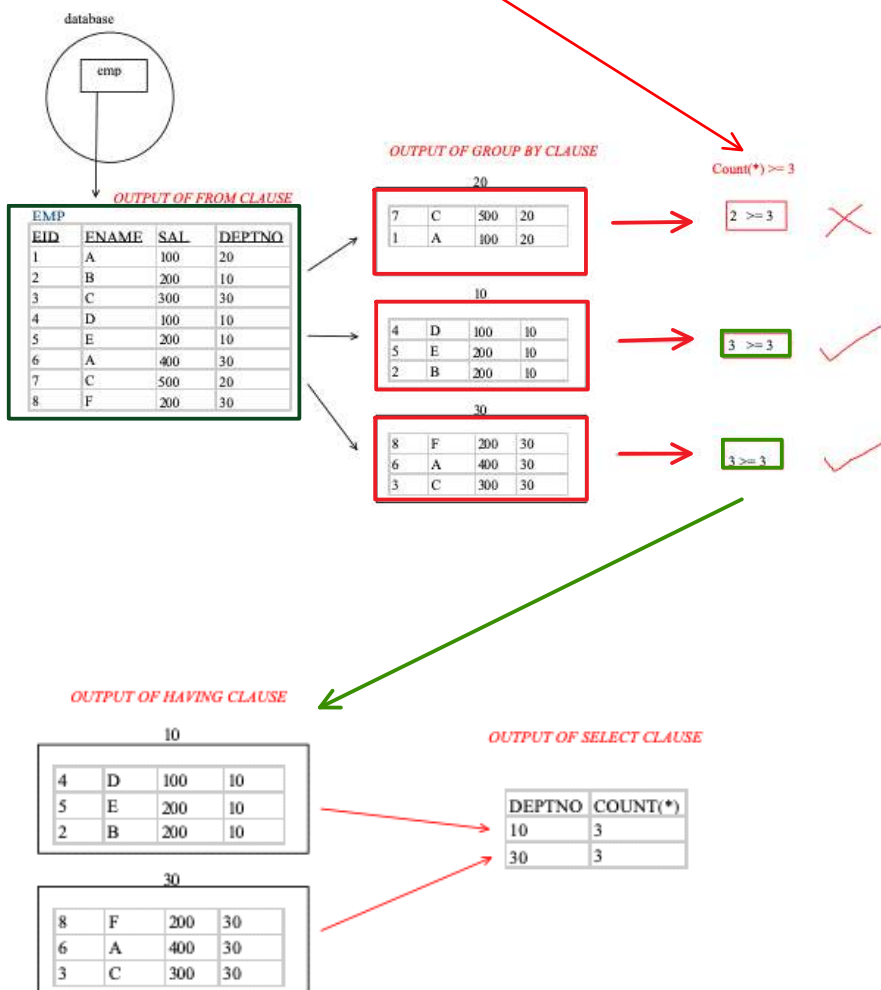 database
emp
OUTPUT OF FROM CLAUSE
EMP
EID ENAME SAL DEPTNO
1 A 100 20
2 B 200 10
3 C 300 30
4 D 100 10
5 E 200 10
6 A 400 30
7 C 500 20
8 F 200 30
OUTPUT OF GROUP BY CLAUSE
20
7 C 500 20
1 A 100 20
10
4 D 100 10
5 E 200 10
2 B 200 10
30
8 F 200 30
6 A 400 30
3 C 300 30
Count(*) >= 3
2 >= 3
3 >= 3
3 >= 3
OUTPUT OF HAVING CLAUSE
10
4 D 100 10
5 E 200 10
2 B 200 10
30
8 F 200 30
6 A 400 30
3 C 300 30
OUTPUT OF SELECT CLAUSE
DEPTNO COUNT(*)
10 3
30 3